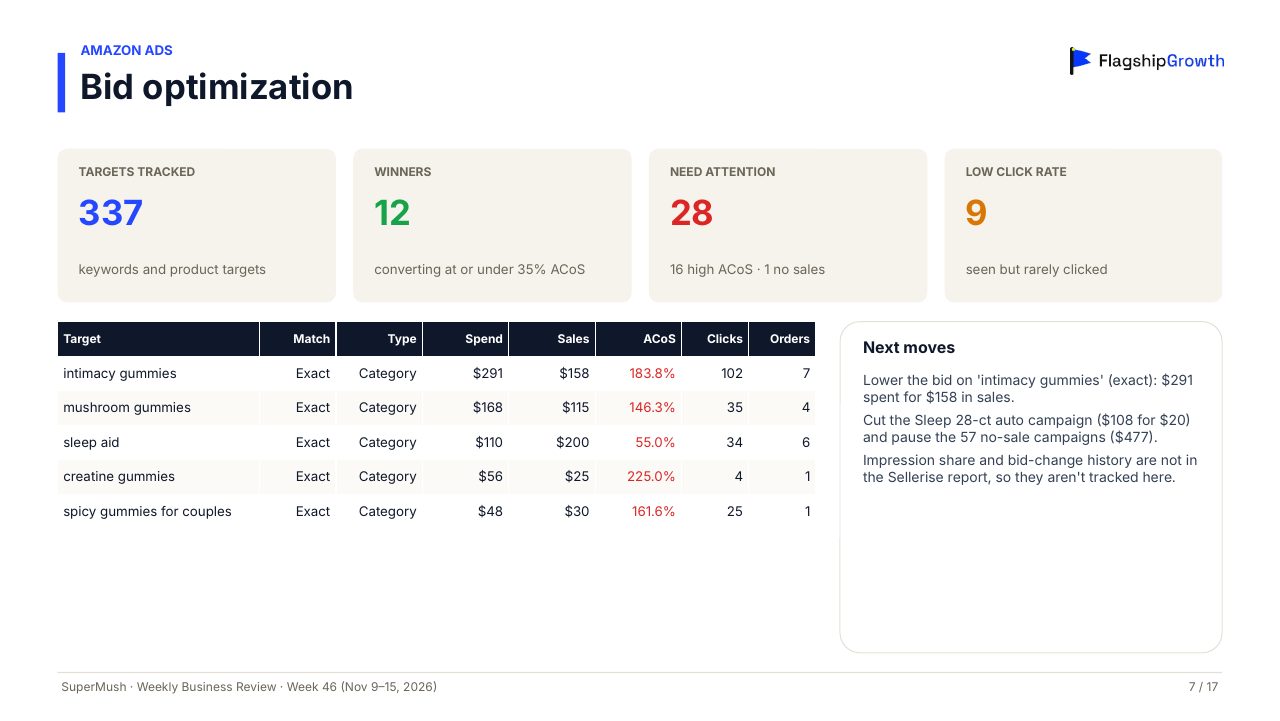 AMAZON ADS
Bid optimization
FlagshipGrowth
TARGETS TRACKED
337
keywords and product targets
WINNERS
12
converting at or under 35% ACoS
NEED ATTENTION
28
16 high ACoS · 1 no sales
LOW CLICK RATE
9
seen but rarely clicked
Target Match Type Spend Sales ACoS Clicks Orders
intimacy gummies Exact Category $291 $158 183.8% 102 7
mushroom gummies Exact Category $168 $115 146.3% 35 4
sleep aid Exact Category $110 $200 55.0% 34 6
creatine gummies Exact Category $56 $25 225.0% 4 1
spicy gummies for couples Exact Category $48 $30 161.6% 25 1
Next moves
Lower the bid on 'intimacy gummies' (exact): $291
spent for $158 in sales.
Cut the Sleep 28-ct auto campaign ($108 for $20)
and pause the 57 no-sale campaigns ($477).
Impression share and bid-change history are not in
the Sellerise report, so they aren't tracked here.
SuperMush · Weekly Business Review · Week 46 (Nov 9–15, 2026)
7 / 17